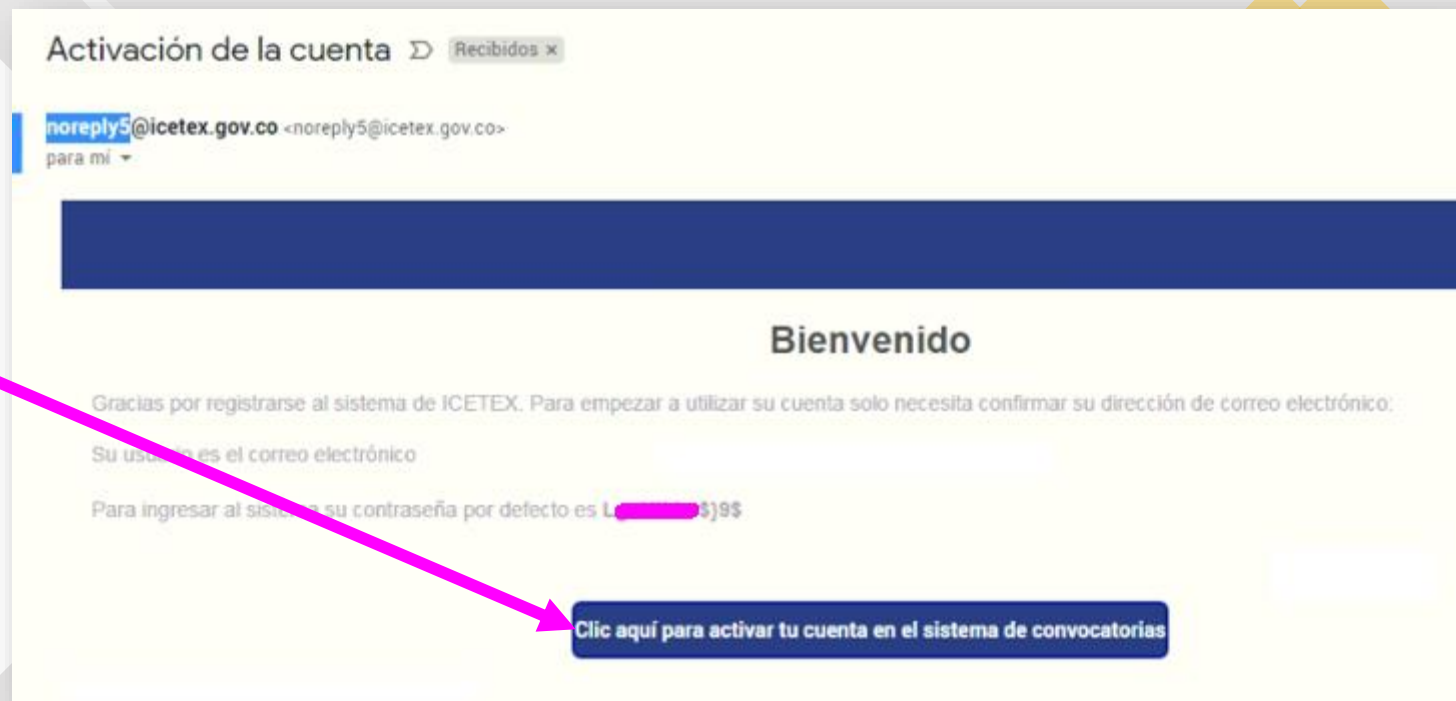 Activación de la cuenta Recibidos ×
noreply5@icetex.gov.co <noreply5@icetex.gov.co>
para mí
Bienvenido
Gracias por registrarse al sistema de ICETEX. Para empezar a utilizar su cuenta solo necesita confirmar su dirección de correo electrónico:
Su usuario es el correo electrónico
Para ingresar al sistema su contraseña por defecto es L $}9$
Clic aquí para activar tu cuenta en el sistema de convocatorias